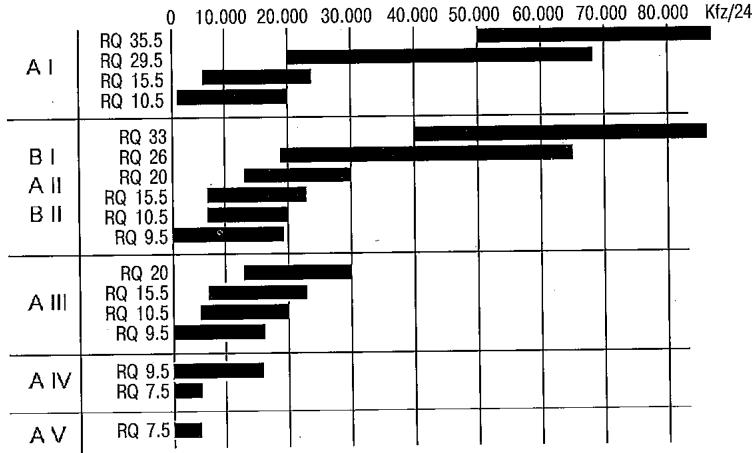 0 10.000 20.000 30.000 40.000 50.000 60.000 70.000 80.000 Kfz/24
A I
RQ 35.5
RQ 29.5
RQ 15.5
RQ 10.5
B I
A II
B II
RQ 33
RQ 26
RQ 20
RQ 15.5
RQ 10.5
RQ 9.5
A III
RQ 20
RQ 15.5
RQ 10.5
RQ 9.5
A IV
RQ 9.5
RQ 7.5
A V
RQ 7.5